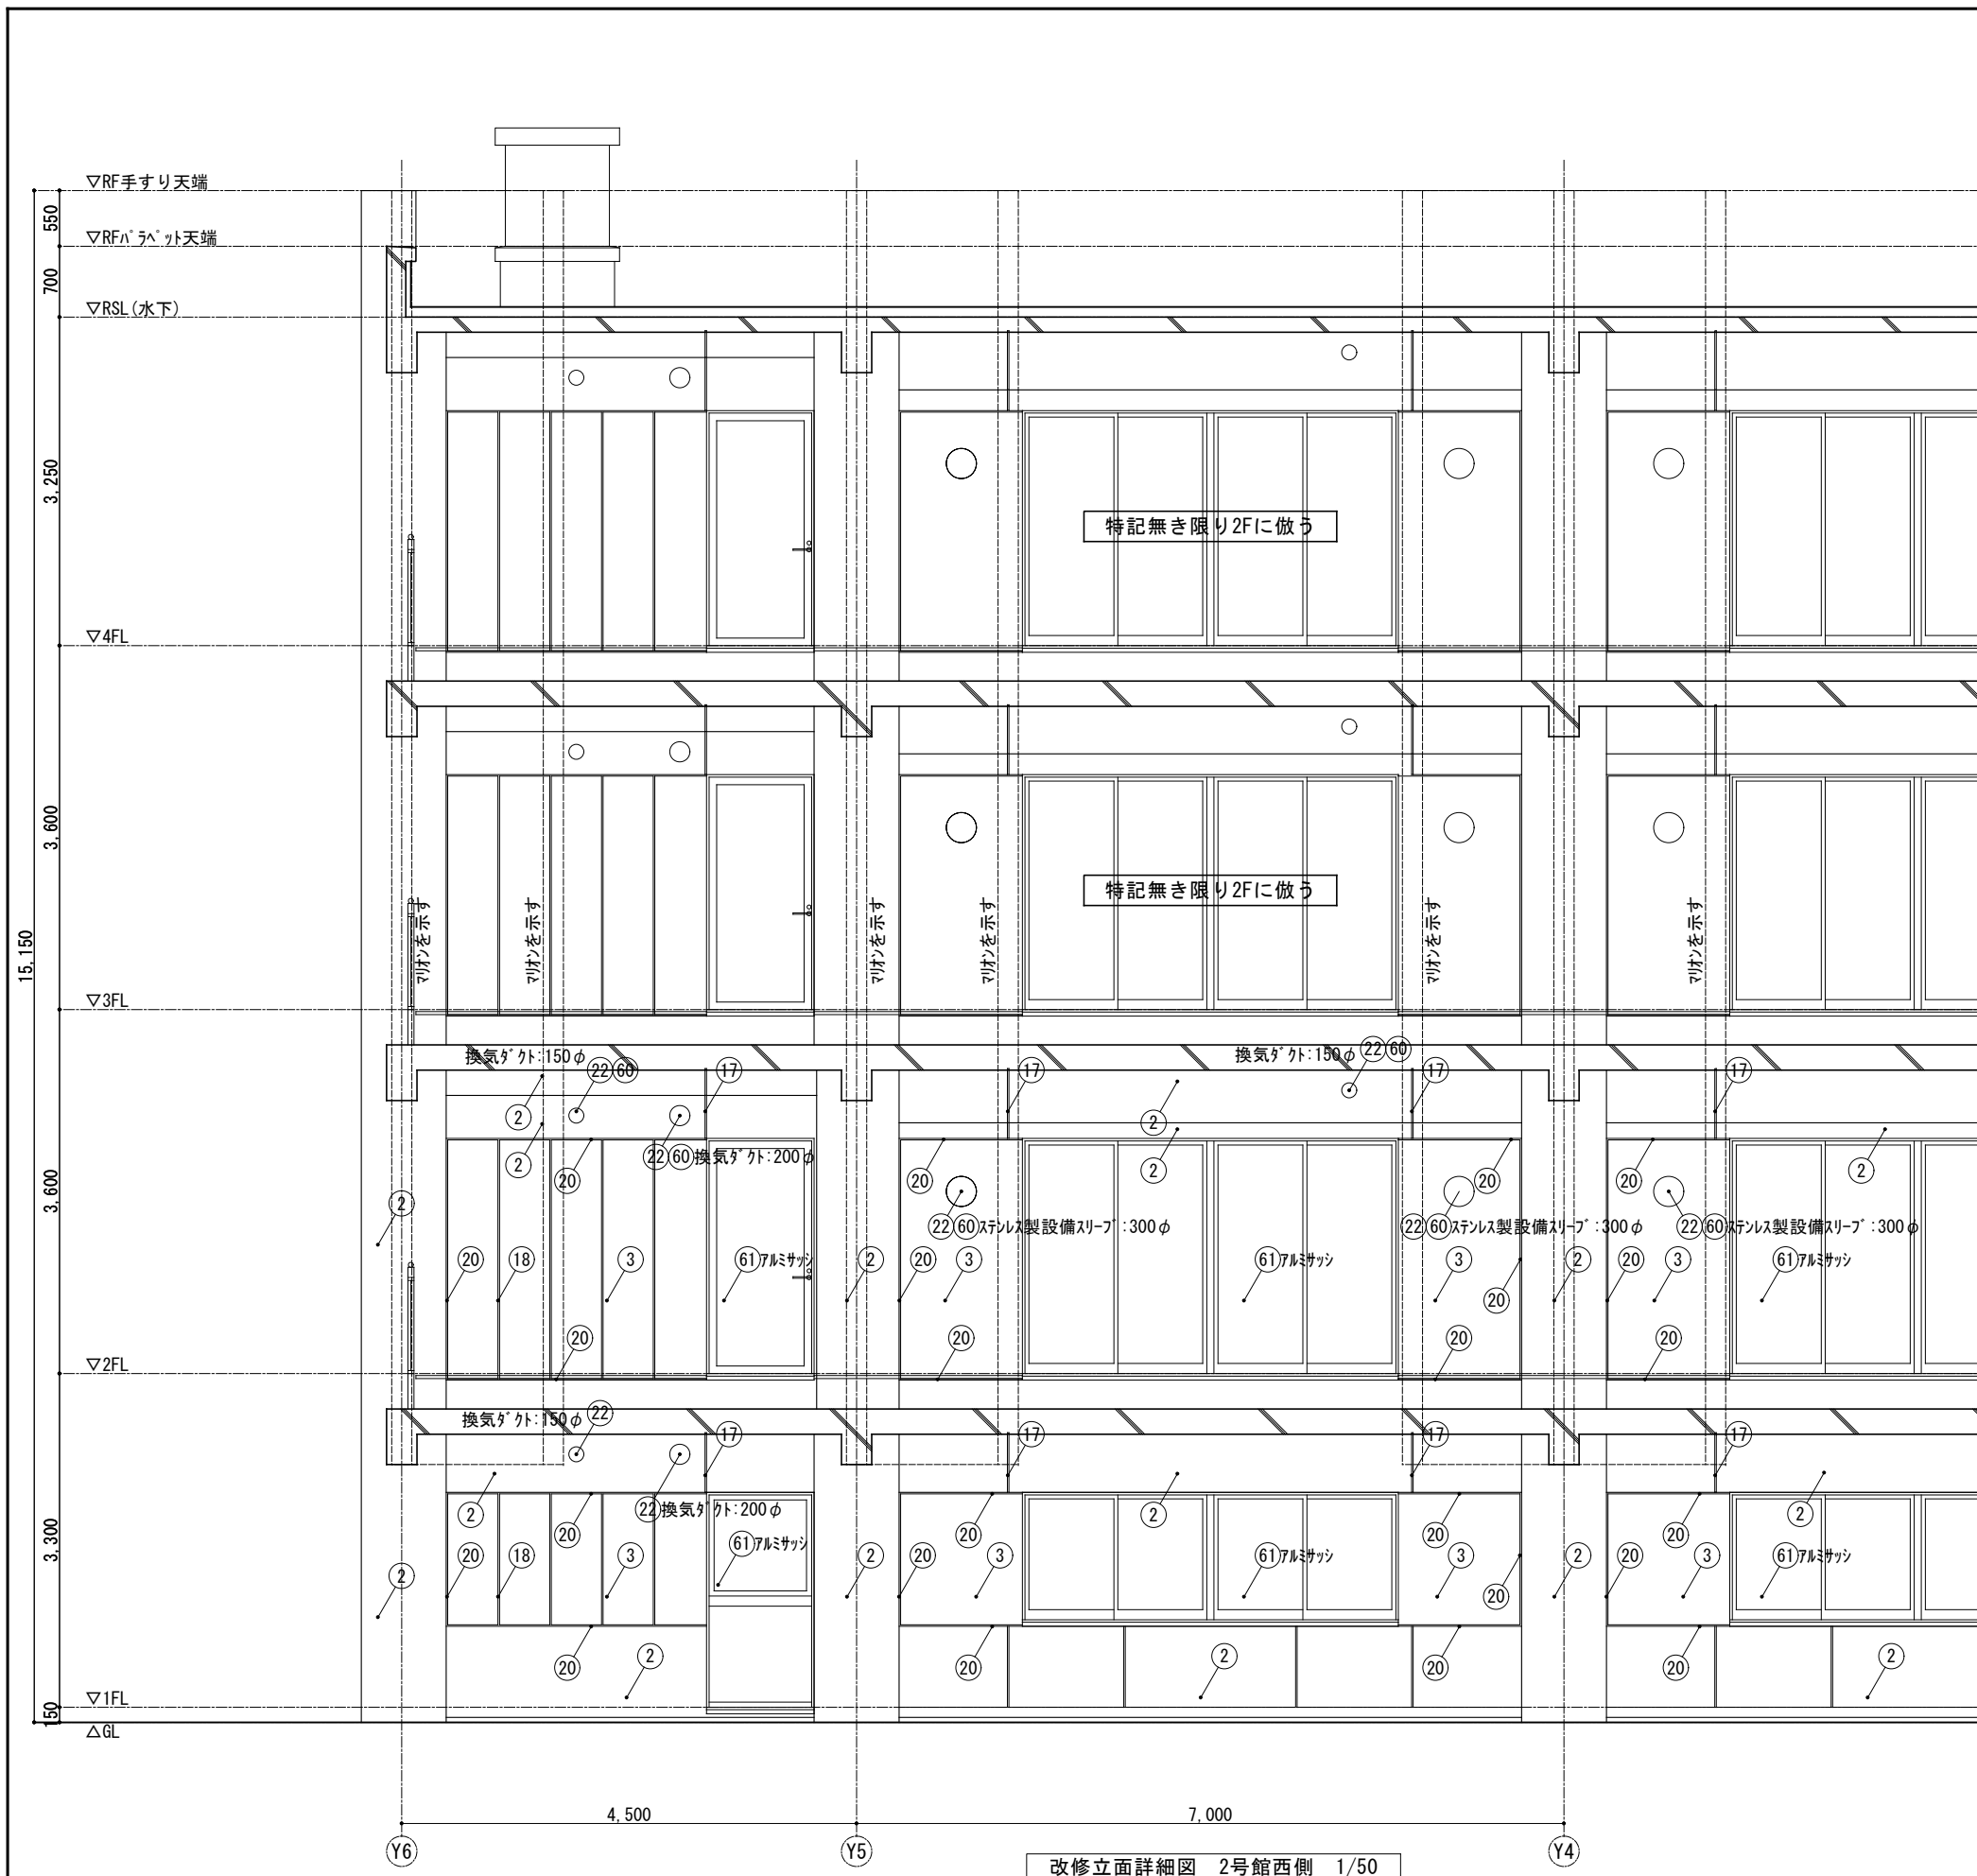 ▽RF手すり天端
550
▽RFﾊﾟﾗﾍﾟｯﾄ天端
700
▽RSL(水下)
3,250
特記無き限り2Fに倣う
▽4FL
3,600
特記無き限り2Fに倣う
ﾏﾘｵﾝを示す
ﾏﾘｵﾝを示す
ﾏﾘｵﾝを示す
ﾏﾘｵﾝを示す
ﾏﾘｵﾝを示す
ﾏﾘｵﾝを示す
15,150
▽3FL
換気ﾀﾞｸﾄ:150φ 22 60 17 17 換気ﾀﾞｸﾄ:150φ 22 60 17 17
2 2
2 20 22 60 換気ﾀﾞｸﾄ:200φ 20 2 20 20 2
3,600
2 22 60 ｽﾃﾝﾚｽ製設備ｽﾘｰﾌﾞ:300φ 22 60 ｽﾃﾝﾚｽ製設備ｽﾘｰﾌﾞ:300φ 22 60 ｽﾃﾝﾚｽ製設備ｽﾘｰﾌﾞ:300φ
20 18 3 61 ｱﾙﾐｻｯｼ 2 20 3 61 ｱﾙﾐｻｯｼ 3 2 20 3 61 ｱﾙﾐｻｯｼ
20
20 20 20 20
▽2FL
換気ﾀﾞｸﾄ:150φ 22 17 17 17 17
2 22 換気ﾀﾞｸﾄ:200φ 2 2
20 20 20 20
3,300
61 ｱﾙﾐｻｯｼ
20 18 3 2 20 3 61 ｱﾙﾐｻｯｼ 3 2 20 3 61 ｱﾙﾐｻｯｼ
2 20
20 2 20 2 20 20 2
▽1FL
150
△GL
4,500 7,000
Y6 Y5 Y4
改修立面詳細図 2号館西側 1/50